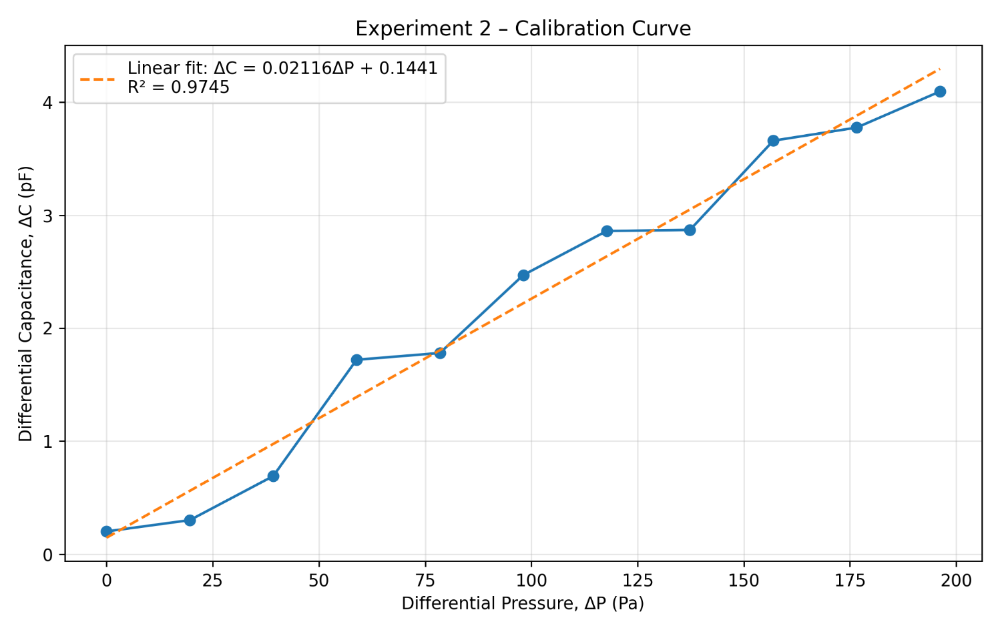 Experiment 2 – Calibration Curve
Linear fit: ΔC = 0.02116ΔP + 0.1441
R² = 0.9745
Differential Capacitance, ΔC (pF)
4
3
2
1
0
0 25 50 75 100 125 150 175 200
Differential Pressure, ΔP (Pa)